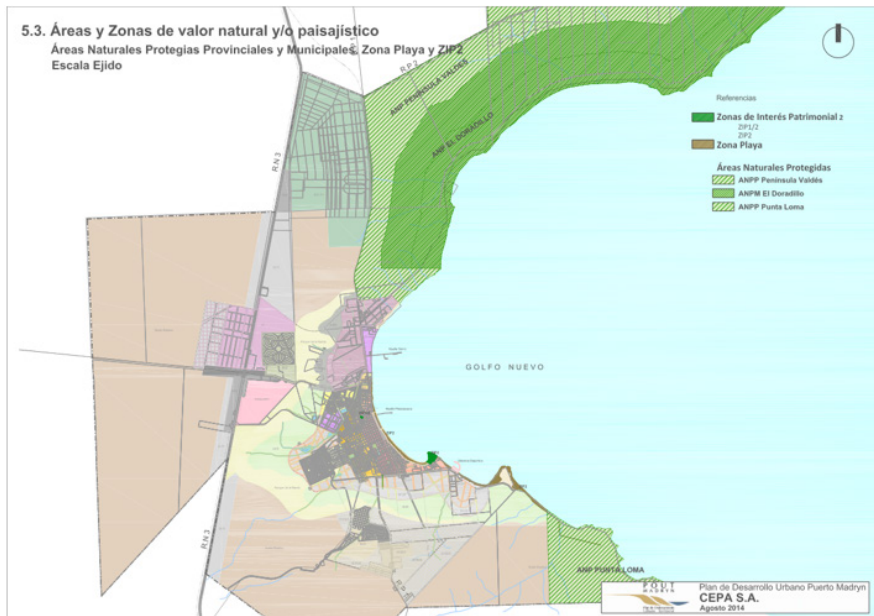 5.3. Áreas y Zonas de valor natural y/o paisajístico
Áreas Naturales Protegias Provinciales y Municipales, Zona Playa y ZIP2
Escala Ejido
R.P. 2
ANP PENINSULA VALDES
ANP EL DORADILLO
R.N.3
Referencias
Zonas de Interés Patrimonial 2
ZIP1/2
ZIP2
Zona Playa
Áreas Naturales Protegidas
ANPP Península Valdés
ANPM El Doradillo
ANPP Punta Loma
GOLFO NUEVO
R.N.3
ANP PUNTA LOMA
Plan de Desarrollo Urbano Puerto Madryn
CEPA S.A.
Agosto 2014